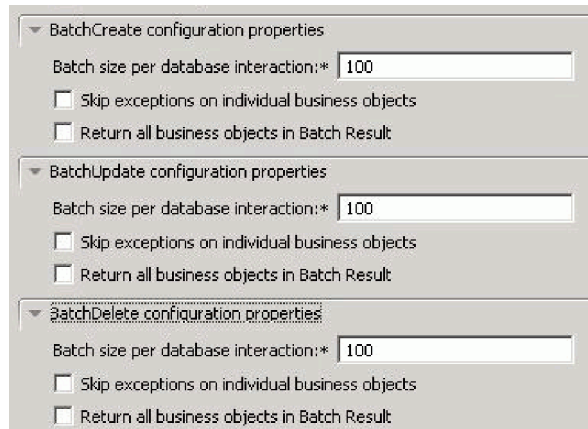 BatchCreate configuration properties
Batch size per database interaction:* 100
Skip exceptions on individual business objects
Return all business objects in Batch Result
BatchUpdate configuration properties
Batch size per database interaction:* 100
Skip exceptions on individual business objects
Return all business objects in Batch Result
BatchDelete configuration properties
Batch size per database interaction:* 100
Skip exceptions on individual business objects
Return all business objects in Batch Result